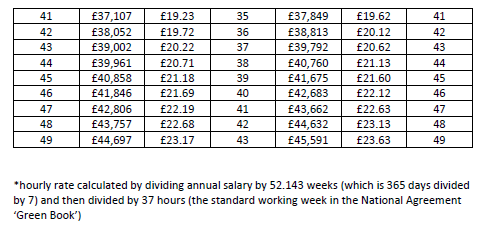 41 £37,107 £19.23 35 £37,849 £19.62 41
42 £38,052 £19.72 36 £38,813 £20.12 42
43 £39,002 £20.22 37 £39,792 £20.62 43
44 £39,961 £20.71 38 £40,760 £21.13 44
45 £40,858 £21.18 39 £41,675 £21.60 45
46 £41,846 £21.69 40 £42,683 £22.12 46
47 £42,806 £22.19 41 £43,662 £22.63 47
48 £43,757 £22.68 42 £44,632 £23.13 48
49 £44,697 £23.17 43 £45,591 £23.63 49
*hourly rate calculated by dividing annual salary by 52.143 weeks (which is 365 days divided
by 7) and then divided by 37 hours (the standard working week in the National Agreement
‘Green Book’)